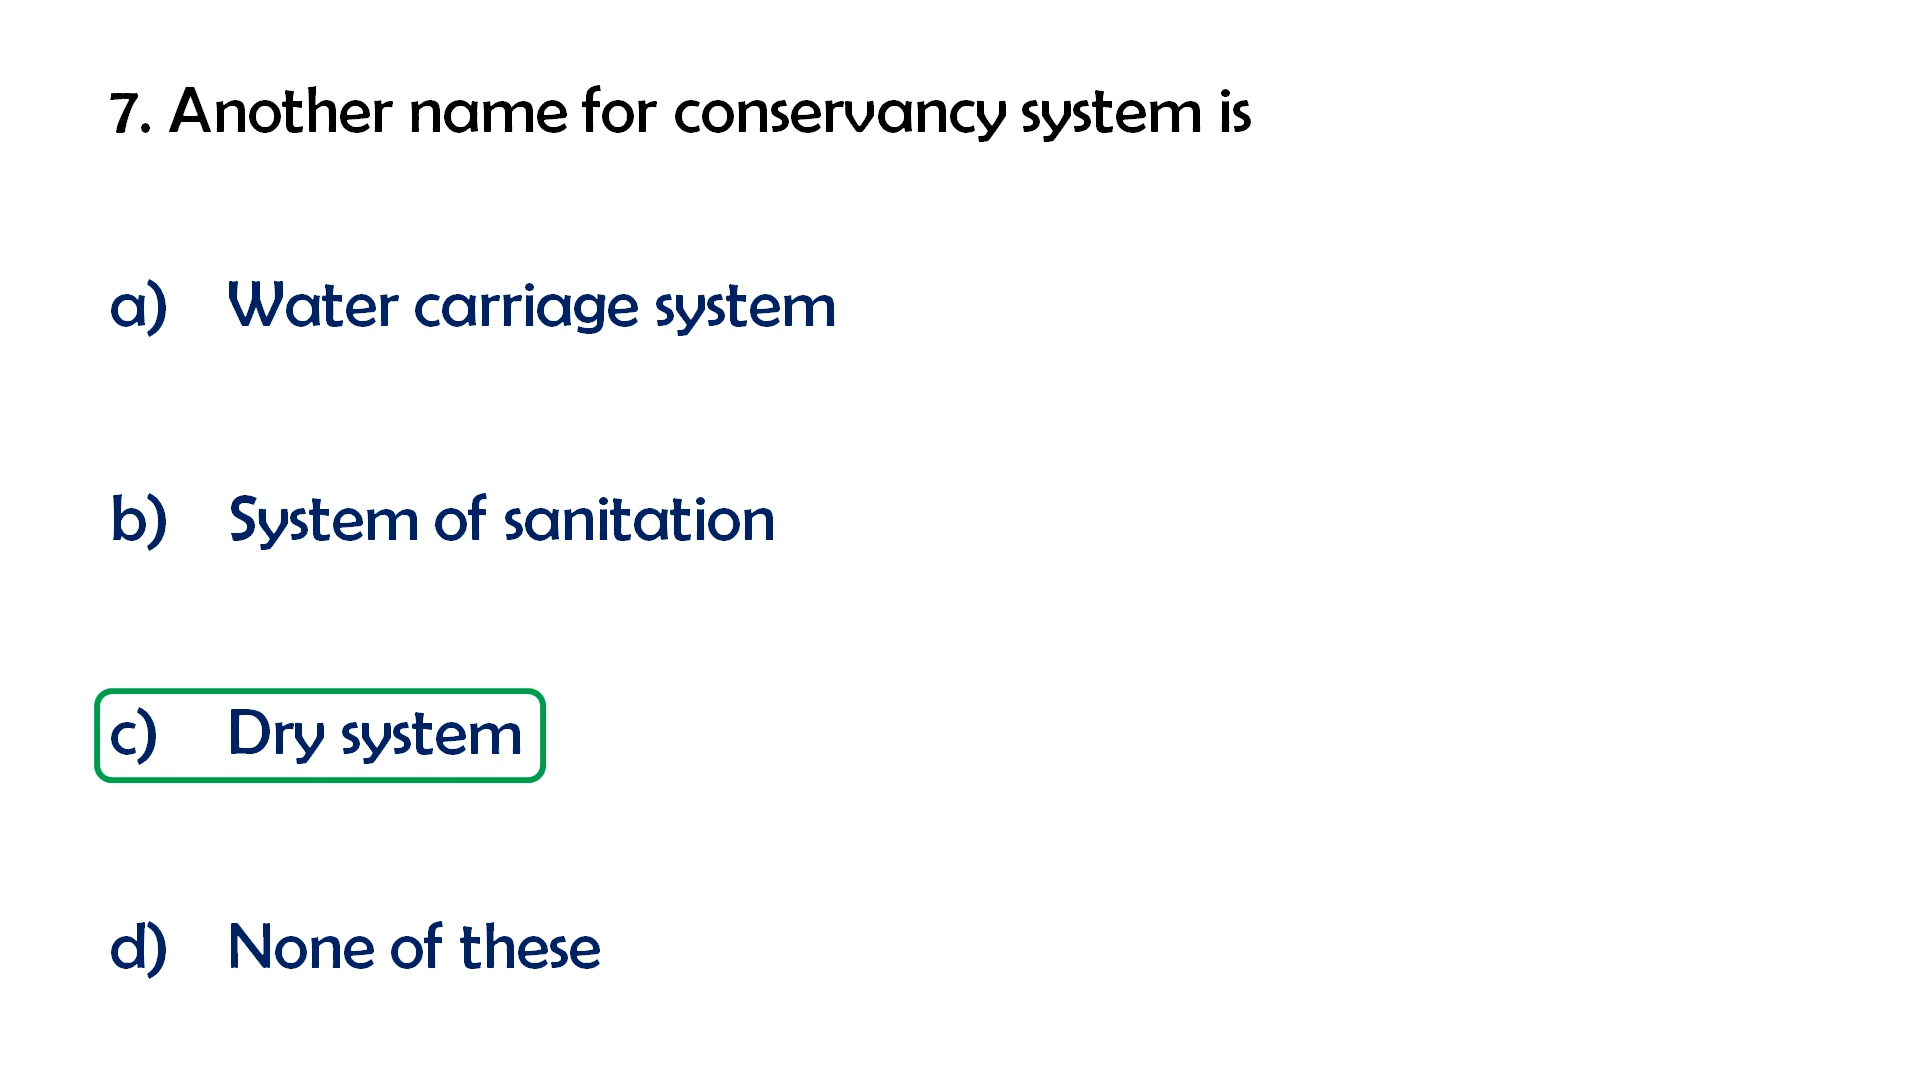 7. Another name for conservancy system is
a) Water carriage system
b) System of sanitation
c) Dry system
d) None of these